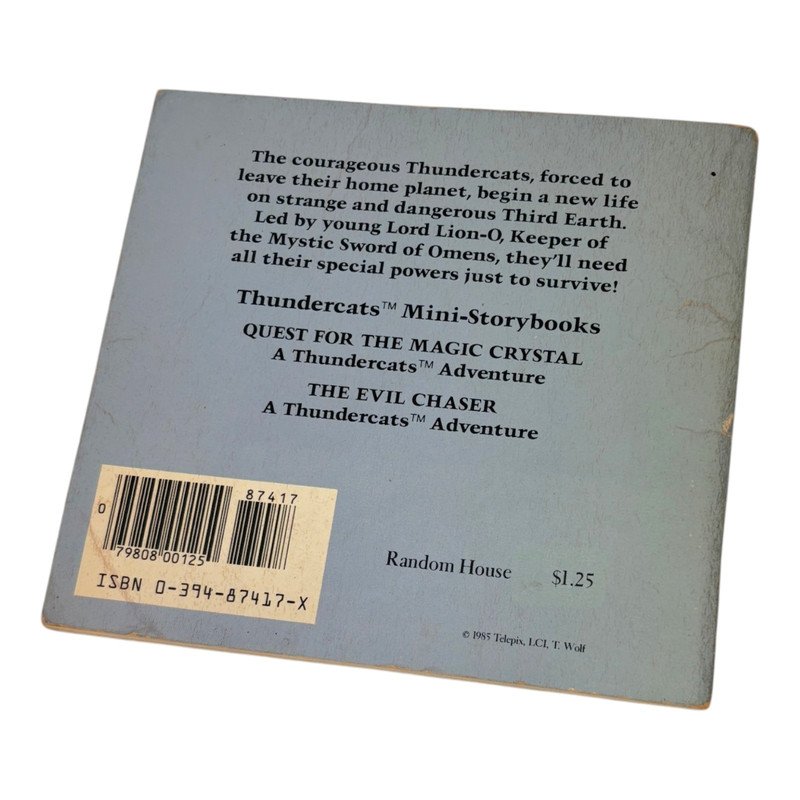 The courageous Thundercats, forced to
leave their home planet, begin a new life
on strange and dangerous Third Earth.
Led by young Lord Lion-O, Keeper of
the Mystic Sword of Omens, they'll need
all their special powers just to survive!
Thundercats™ Mini-Storybooks
QUEST FOR THE MAGIC CRYSTAL
A Thundercats™ Adventure
THE EVIL CHASER
A Thundercats™ Adventure
87417
0
79808 00125
ISBN 0-394-87417-X
Random House $1.25
© 1985 Telepix, LCI, T. Wolf